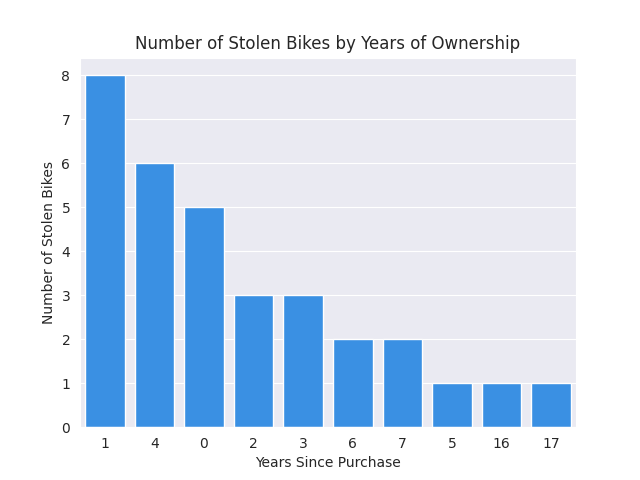 Number of Stolen Bikes by Years of Ownership
Number of Stolen Bikes
8
7
6
5
4
3
2
1
0
1 4 0 2 3 6 7 5 16 17
Years Since Purchase